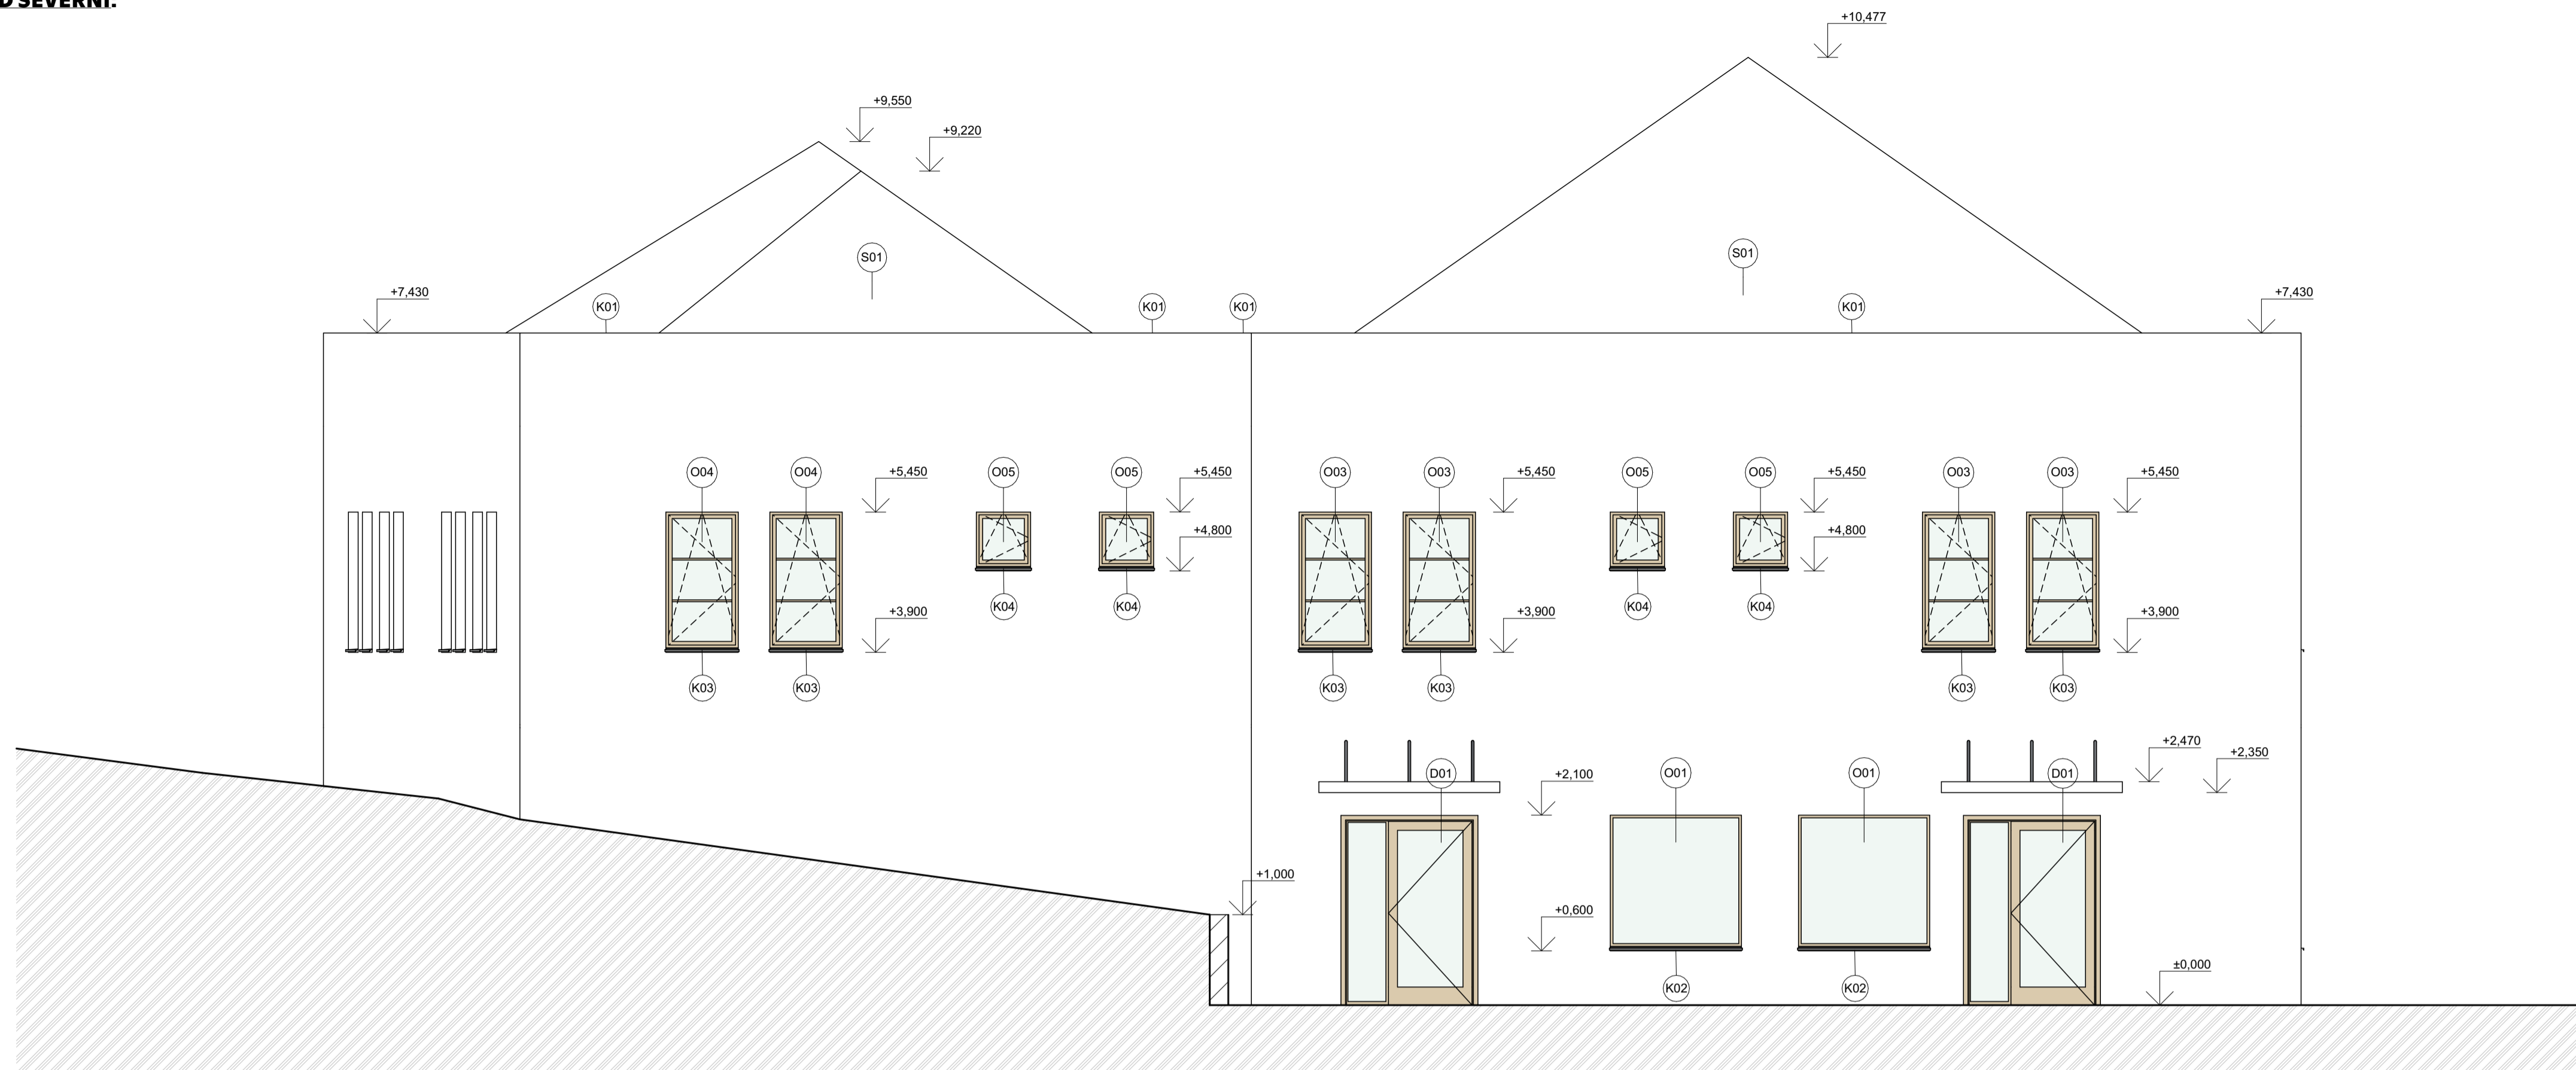 D SEVERNÍ:
+10,477
+9,550
+9,220
S01
S01
+7,430
K01
K01
K01
K01
+7,430
O04
O04
+5,450
O05
O05
+5,450
O03
O03
+5,450
O05
O05
+5,450
O03
O03
+5,450
+4,800
+4,800
K04
K04
K04
K04
+3,900
+3,900
+3,900
K03
K03
K03
K03
K03
K03
+2,470
+2,350
D01
+2,100
O01
O01
D01
+1,000
+0,600
±0,000
K02
K02